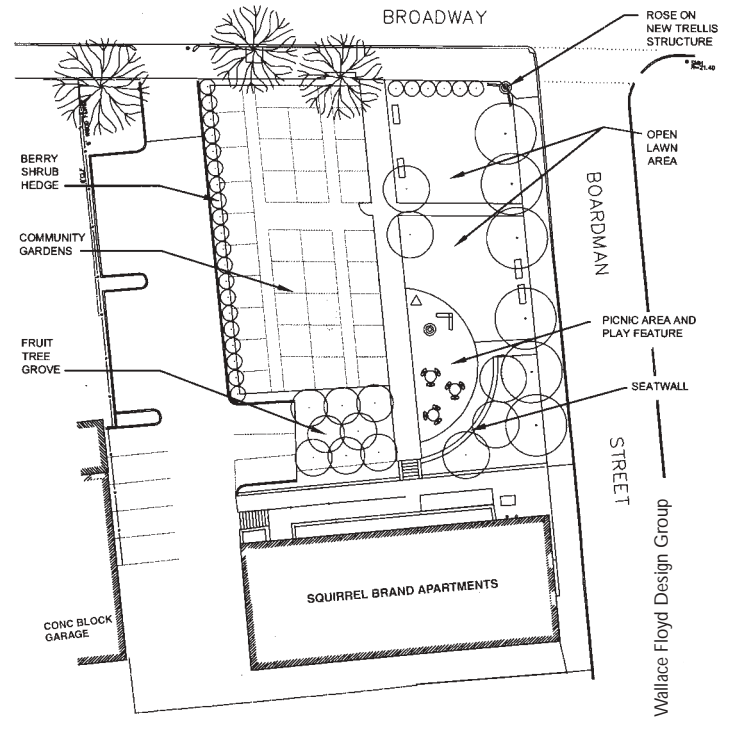 BROADWAY
ROSE ON
NEW TRELLIS
STRUCTURE
OPEN
LAWN
AREA
BERRY
SHRUB
HEDGE
BOARDMAN
COMMUNITY
GARDENS
PICNIC AREA AND
PLAY FEATURE
FRUIT
TREE
GROVE
SEATWALL
STREET
SQUIRREL BRAND APARTMENTS
CONC BLOCK
GARAGE
Wallace Floyd Design Group